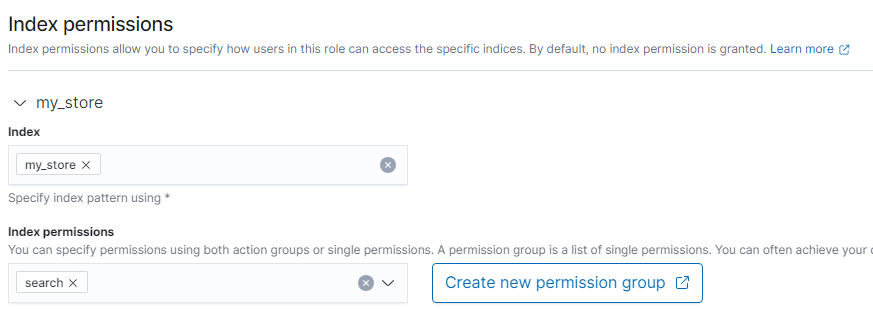 Index permissions
Index permissions allow you to specify how users in this role can access the specific indices. By default, no index permission is granted. Learn more
my_store
Index
my_store
Specify index pattern using *
Index permissions
You can specify permissions using both action groups or single permissions. A permission group is a list of single permissions. You can often achieve your
search
Create new permission group